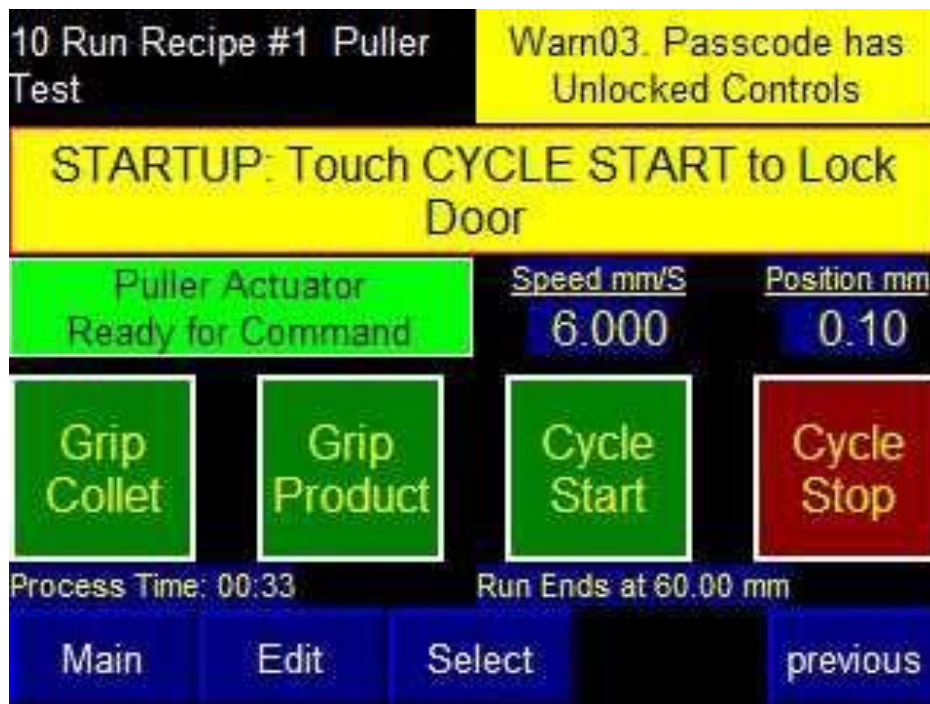 10 Run Recipe #1 Puller
Test
Warn03. Passcode has
Unlocked Controls
STARTUP: Touch CYCLE START to Lock
Door
Puller Actuator
Ready for Command
Speed mm/S
6.000
Position mm
0.10
Grip
Collet
Grip
Product
Cycle
Start
Cycle
Stop
Process Time: 00:33
Run Ends at 60.00 mm
Main
Edit
Select
previous